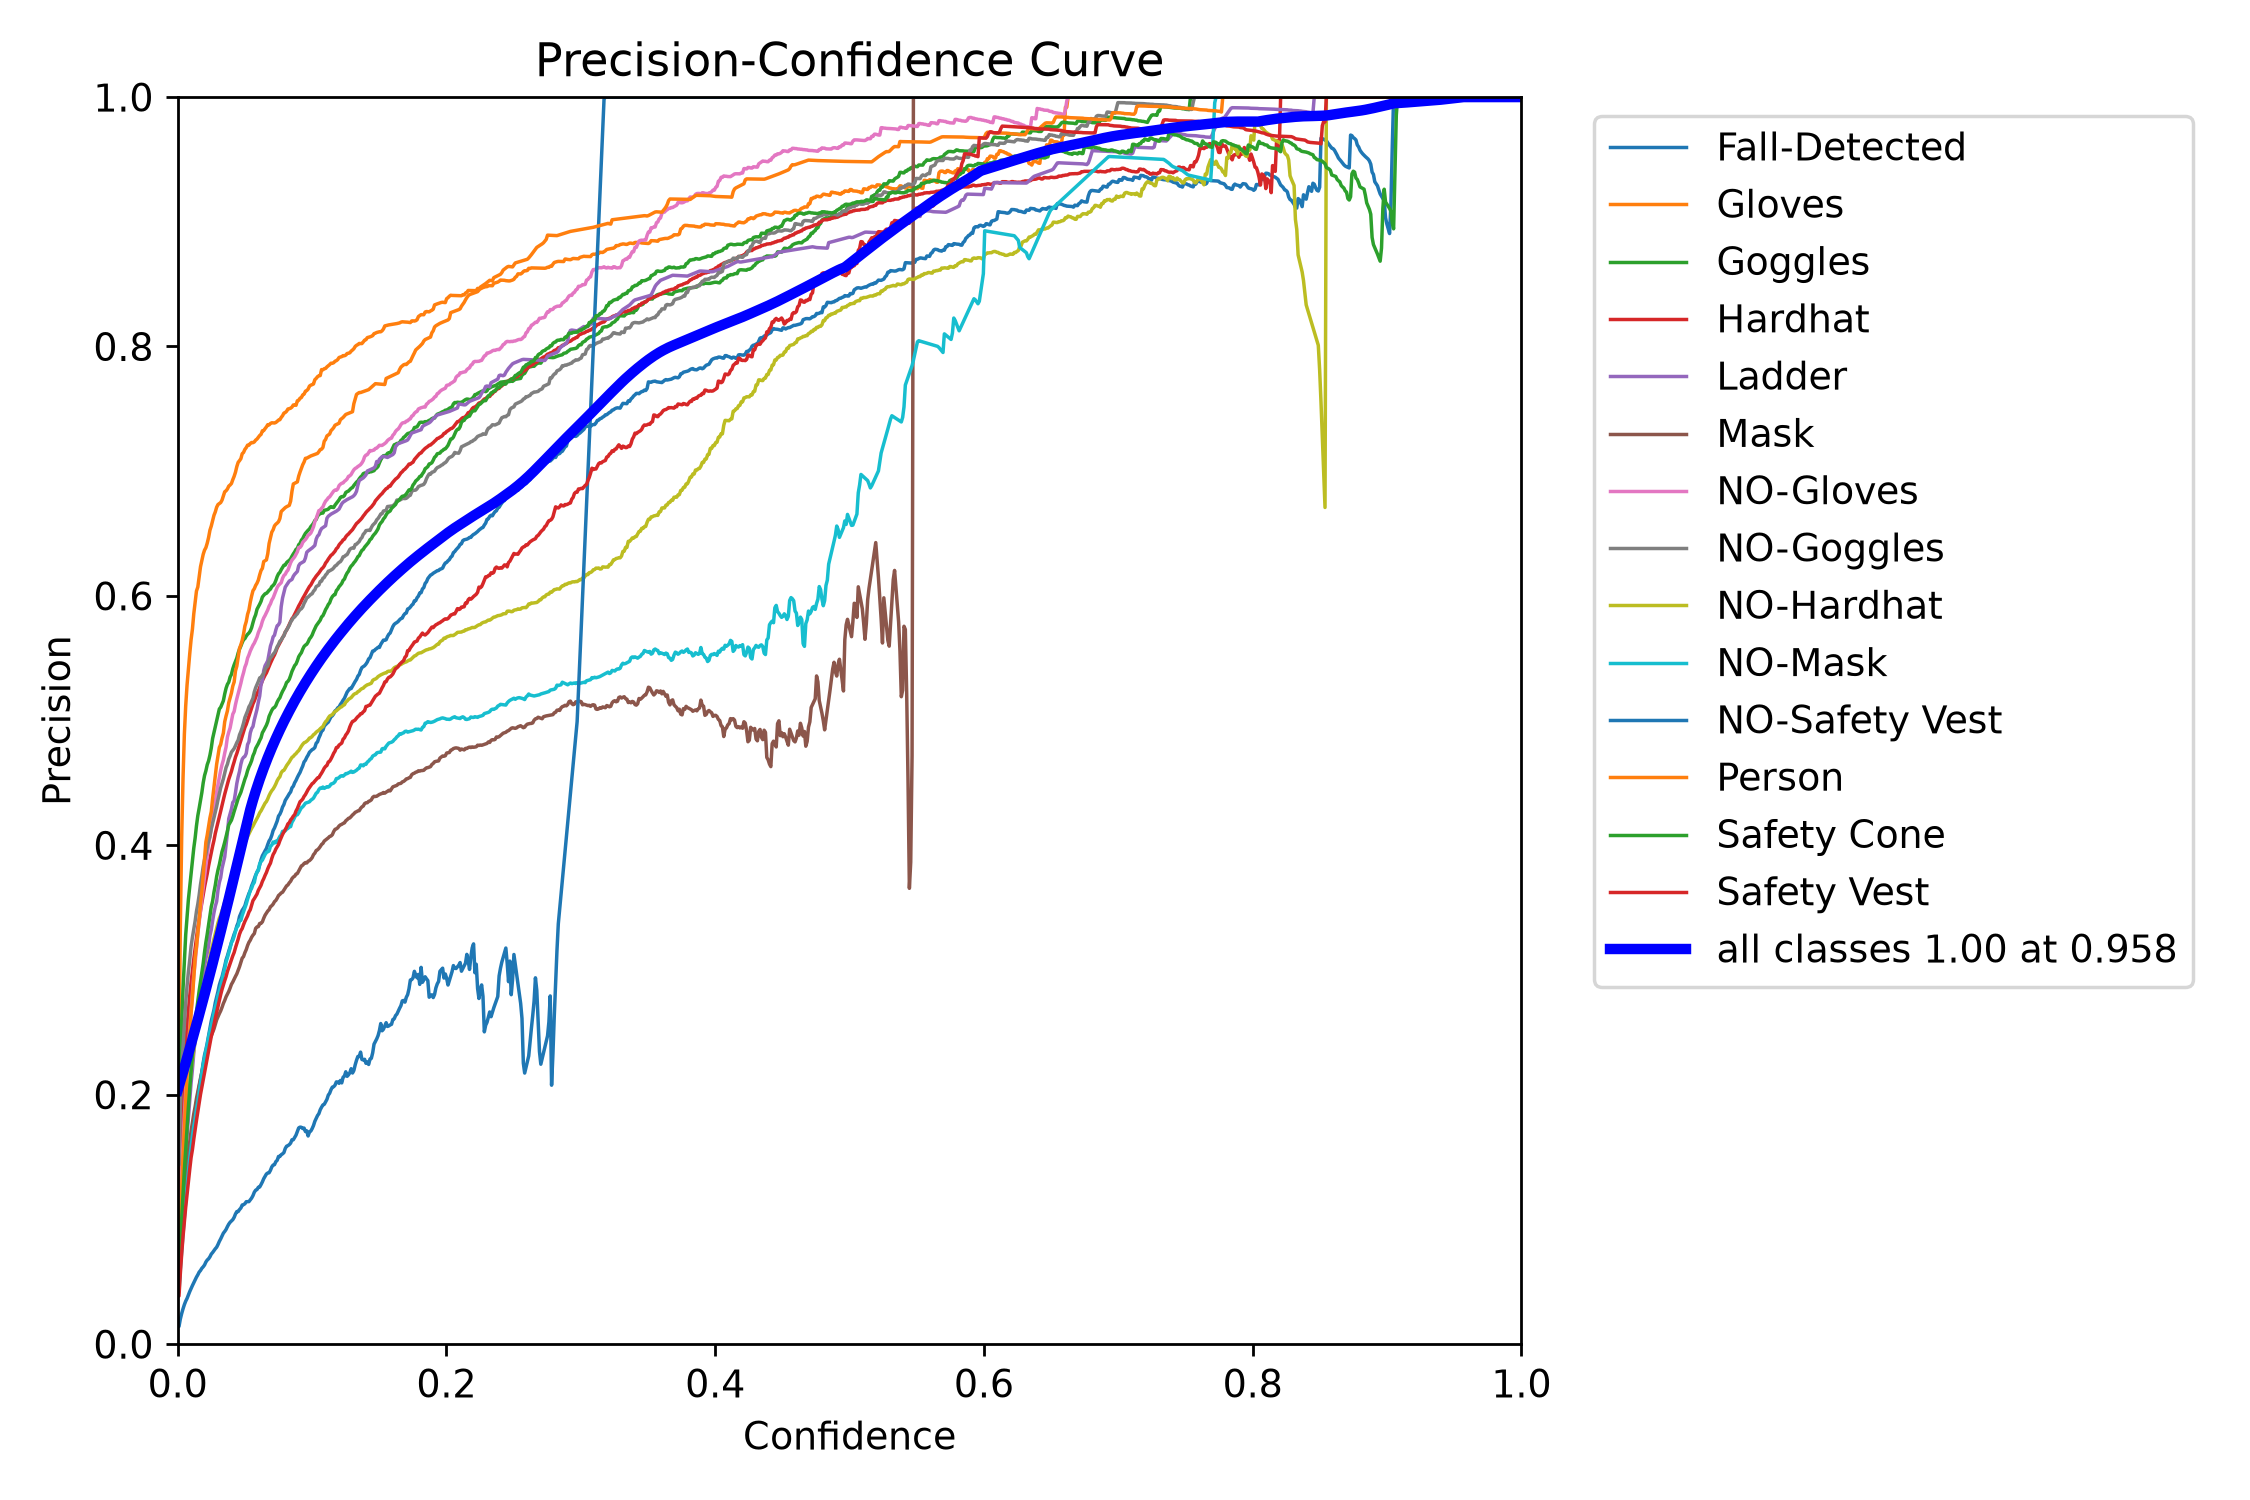 Precision-Confidence Curve
1.0
0.8
0.6
0.4
0.2
0.0
Precision
0.0 0.2 0.4 0.6 0.8 1.0
Confidence
Fall-Detected
Gloves
Goggles
Hardhat
Ladder
Mask
NO-Gloves
NO-Goggles
NO-Hardhat
NO-Mask
NO-Safety Vest
Person
Safety Cone
Safety Vest
all classes 1.00 at 0.958